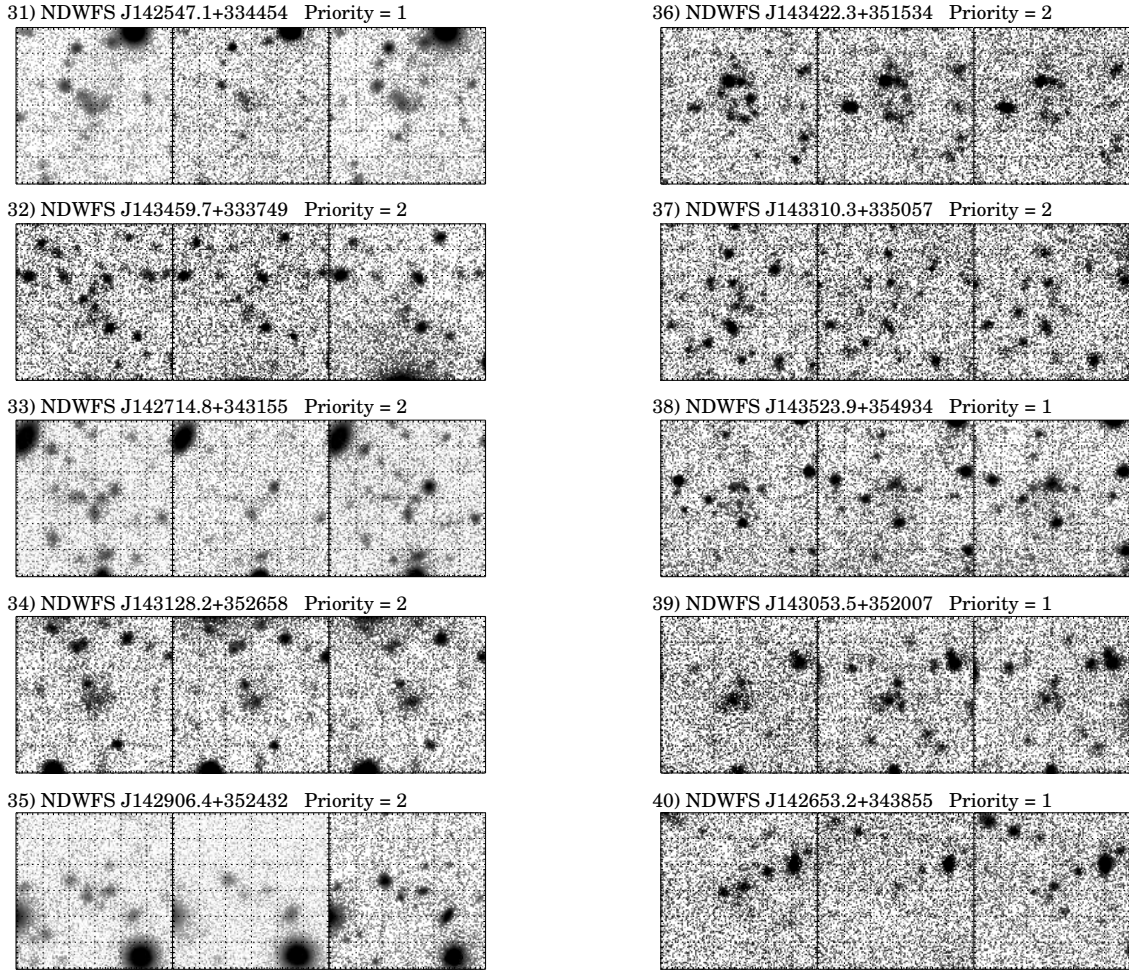 31) NDWFS J142547.1+334454 Priority = 1
32) NDWFS J143459.7+333749 Priority = 2
33) NDWFS J142714.8+343155 Priority = 2
34) NDWFS J143128.2+352658 Priority = 2
35) NDWFS J142906.4+352432 Priority = 2
36) NDWFS J143422.3+351534 Priority = 2
37) NDWFS J143310.3+335057 Priority = 2
38) NDWFS J143523.9+354934 Priority = 1
39) NDWFS J143053.5+352007 Priority = 1
40) NDWFS J142653.2+343855 Priority = 1